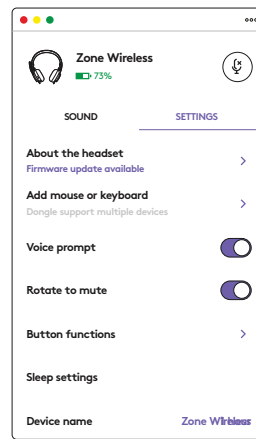 Zone Wireless
73%
SOUND SETTINGS
About the headset
Firmware update available
Add mouse or keyboard
Dongle support multiple devices
Voice prompt
Rotate to mute
Button functions
Sleep settings
Device name Zone